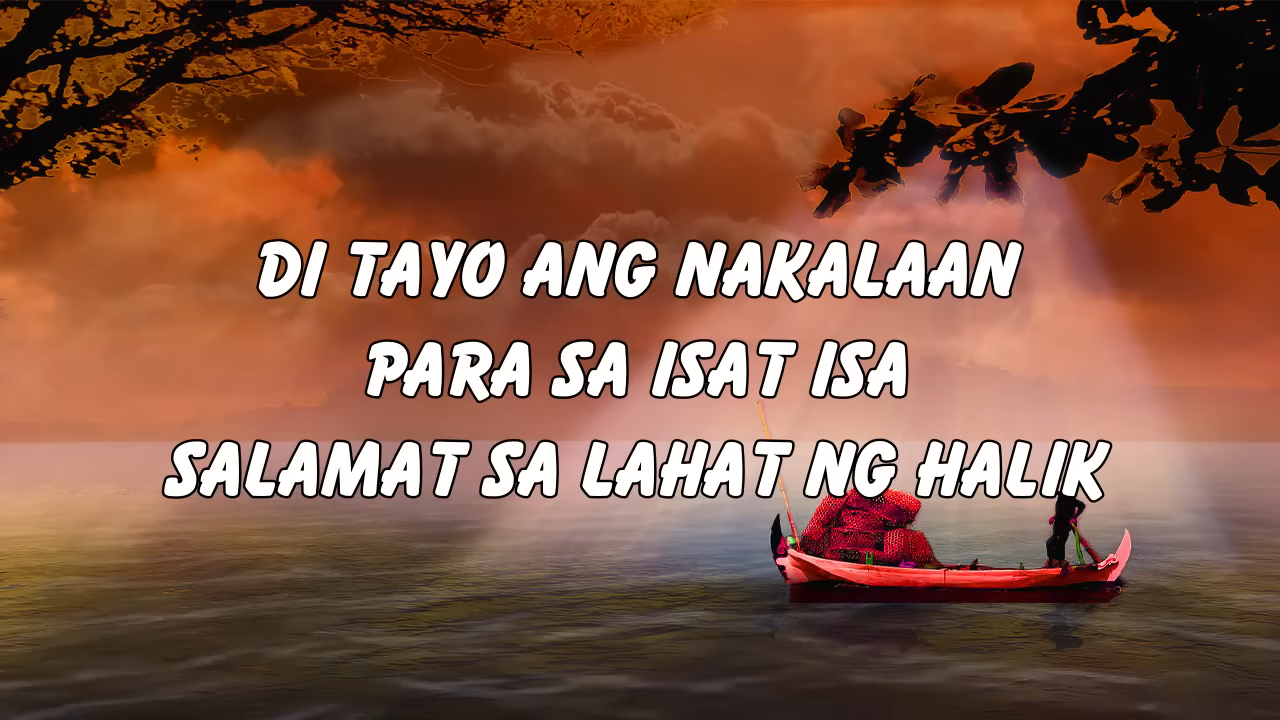 DI TAYO ANG NAKALAAN
PARA SA ISAT ISA
SALAMAT SA LAHAT NG HALIK